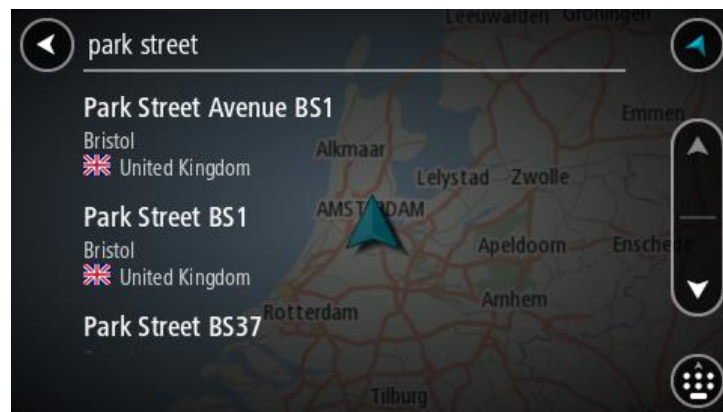 Leeuwarden Groningen
park street
Park Street Avenue BS1
Bristol
United Kingdom
Emmen
Alkmaar
Lelystad Zwolle
Park Street BS1
Bristol
United Kingdom
AMSTERDAM
Apeldoorn Enschede
Park Street BS37
Rotterdam
Arnhem
Tilburg